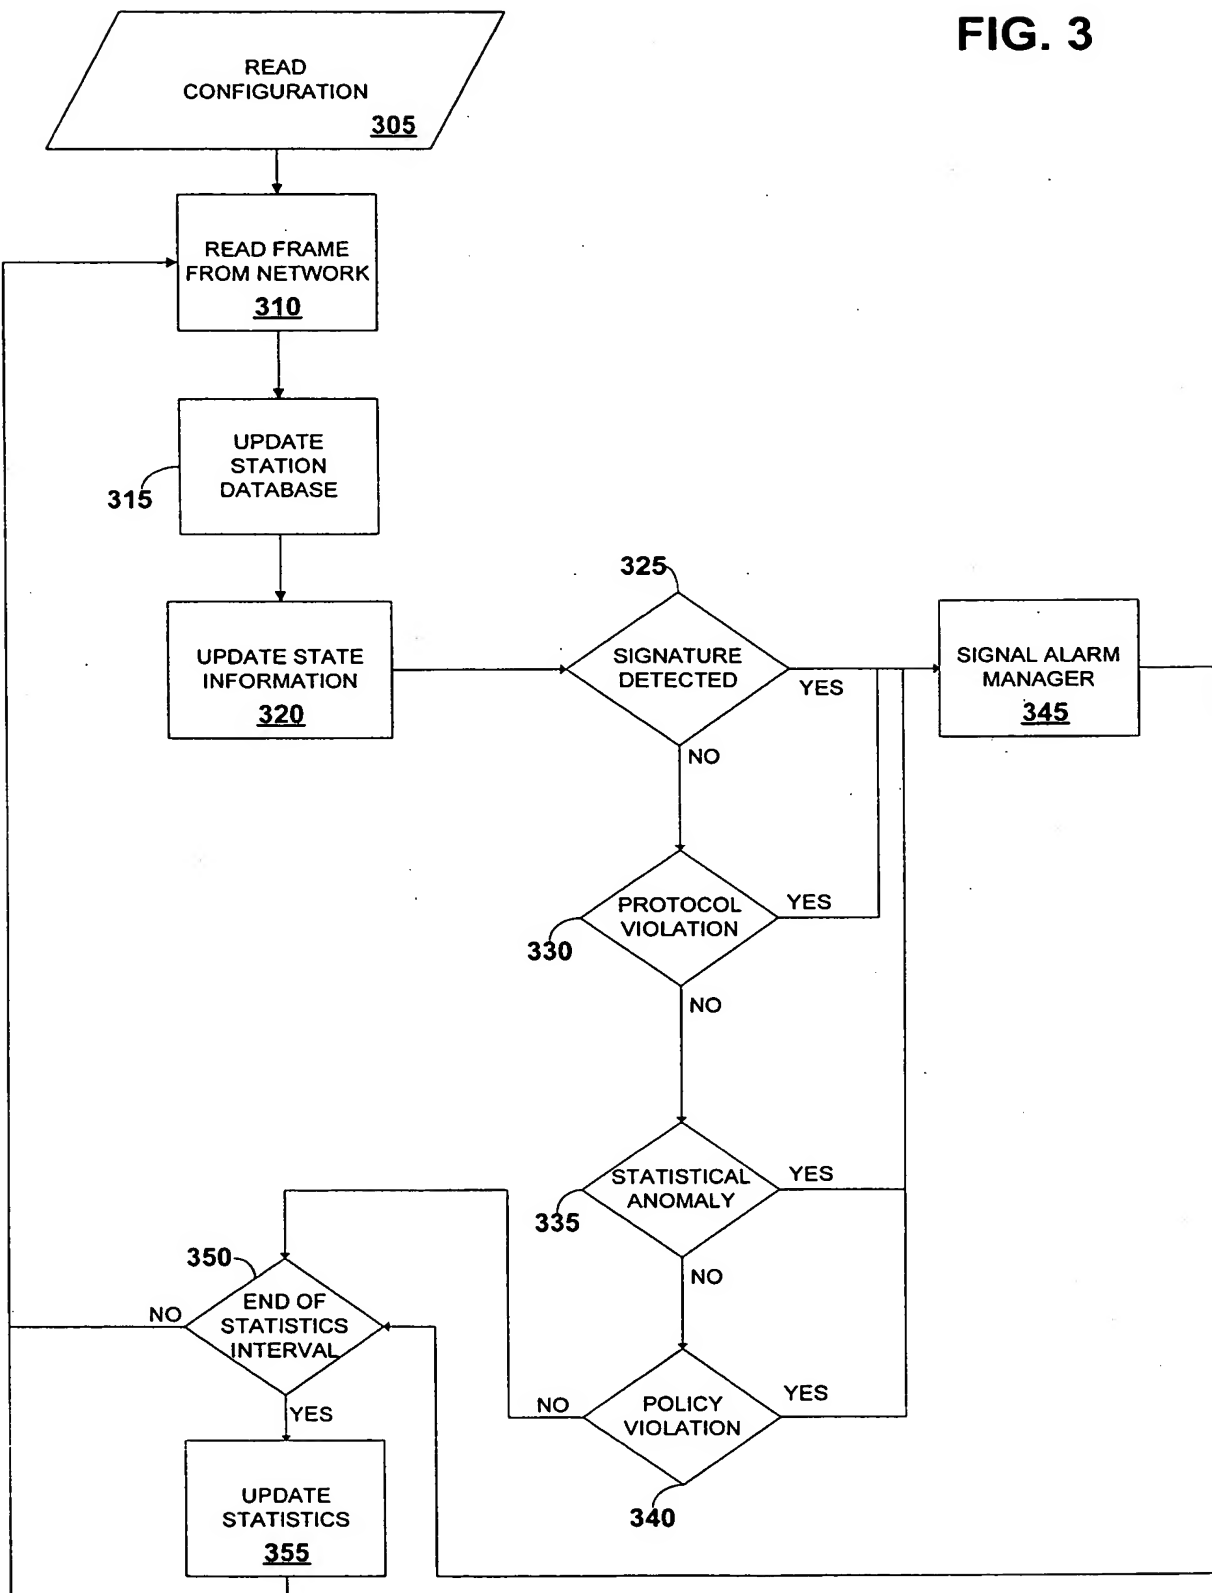 FIG. 3
READ
CONFIGURATION
305
READ FRAME
FROM NETWORK
310
UPDATE
STATION
DATABASE
315
325
UPDATE STATE
INFORMATION
320
SIGNATURE
DETECTED
YES
SIGNAL ALARM
MANAGER
345
NO
PROTOCOL
VIOLATION
YES
330
NO
STATISTICAL
ANOMALY
YES
335
350
NO
END OF
STATISTICS
INTERVAL
NO
YES
POLICY
VIOLATION
YES
NO
340
UPDATE
STATISTICS
355